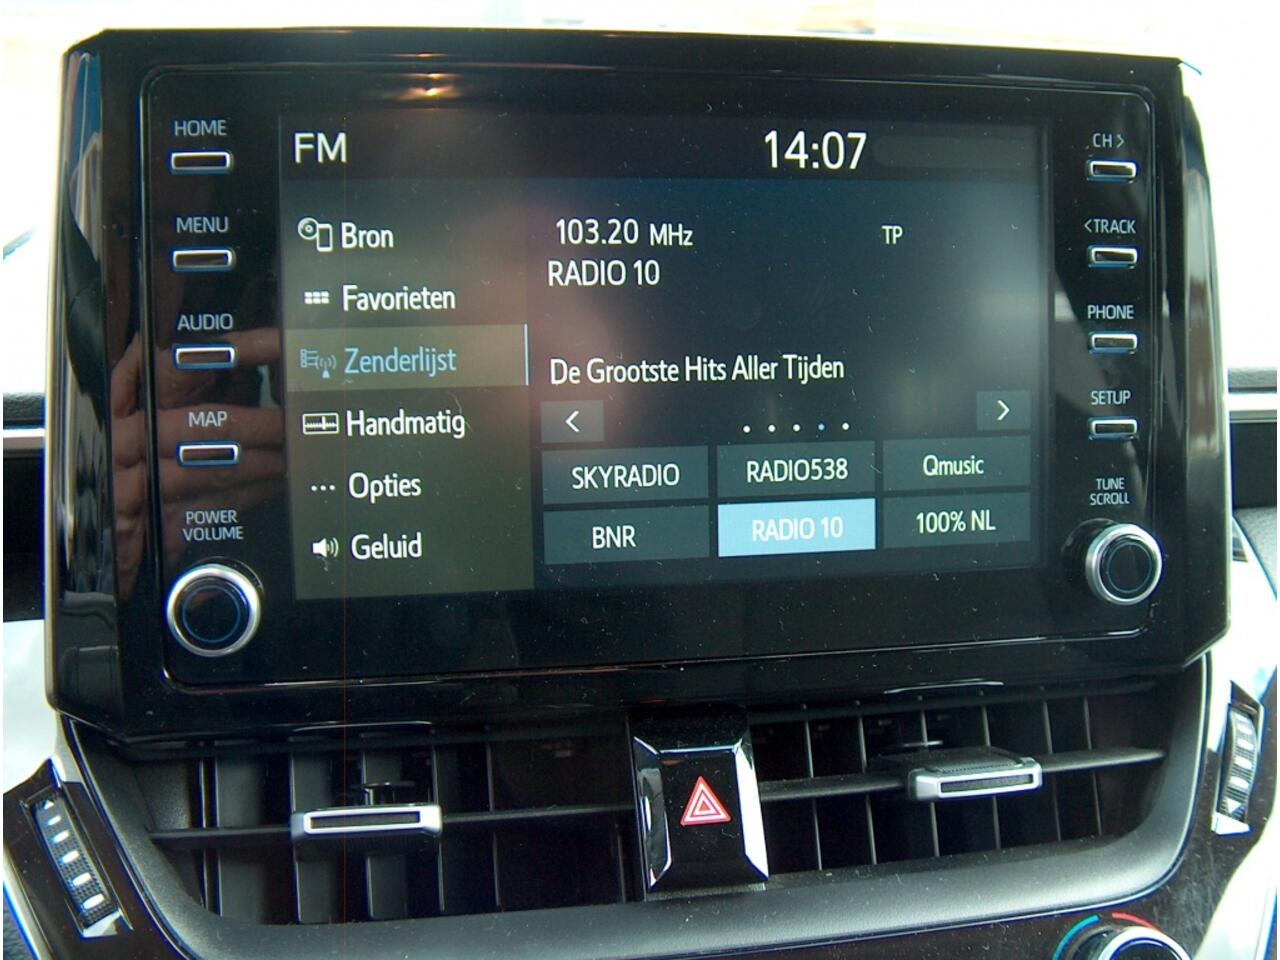 HOME
MENU
AUDIO
MAP
POWER
VOLUME
FM
14:07
Bron
Favorieten
Zenderlijst
Handmatig
Opties
Geluid
103.20 MHz
TP
RADIO 10
De Grootste Hits Aller Tijden
< >
SKYRADIO RADIO538 Qmusic
BNR RADIO 10 100% NL
CH >
< TRACK
PHONE
SETUP
TUNE
SCROLL